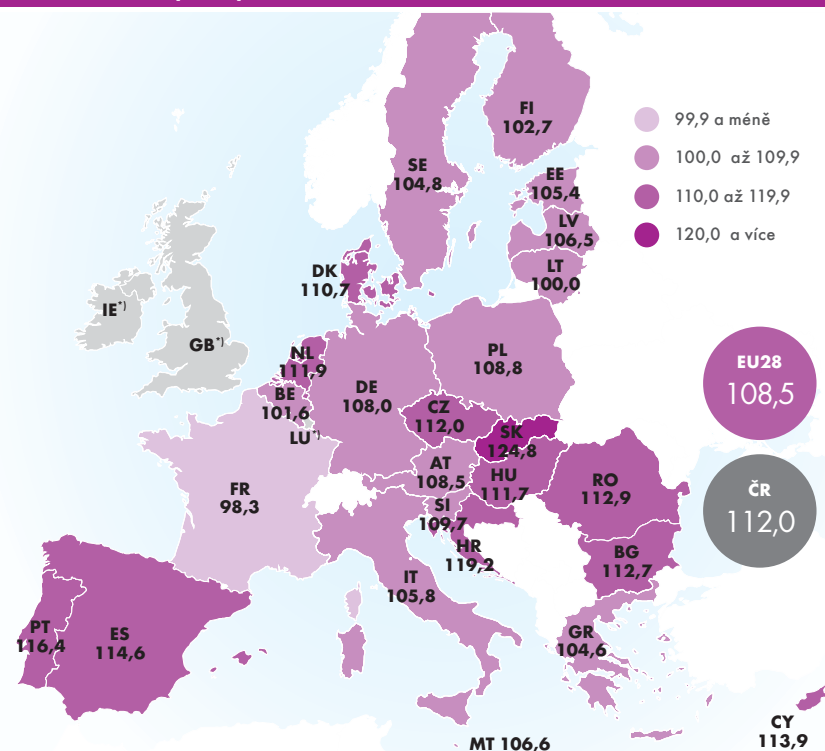 FI
102,7
SE
104,8
EE
105,4
LV
106,5
LT
100,0
DK
110,7
IE*)
GB*)
NL
111,9
BE
101,6
LU*)
DE
108,0
PL
108,8
CZ
112,0
SK
124,8
AT
108,5
HU
111,7
SI
109,7
HR
119,2
RO
112,9
BG
112,7
FR
98,3
IT
105,8
PT
116,4
ES
114,6
GR
104,6
MT 106,6
CY
113,9
99,9 a méně
100,0 až 109,9
110,0 až 119,9
120,0 a více
EU28
108,5
ČR
112,0